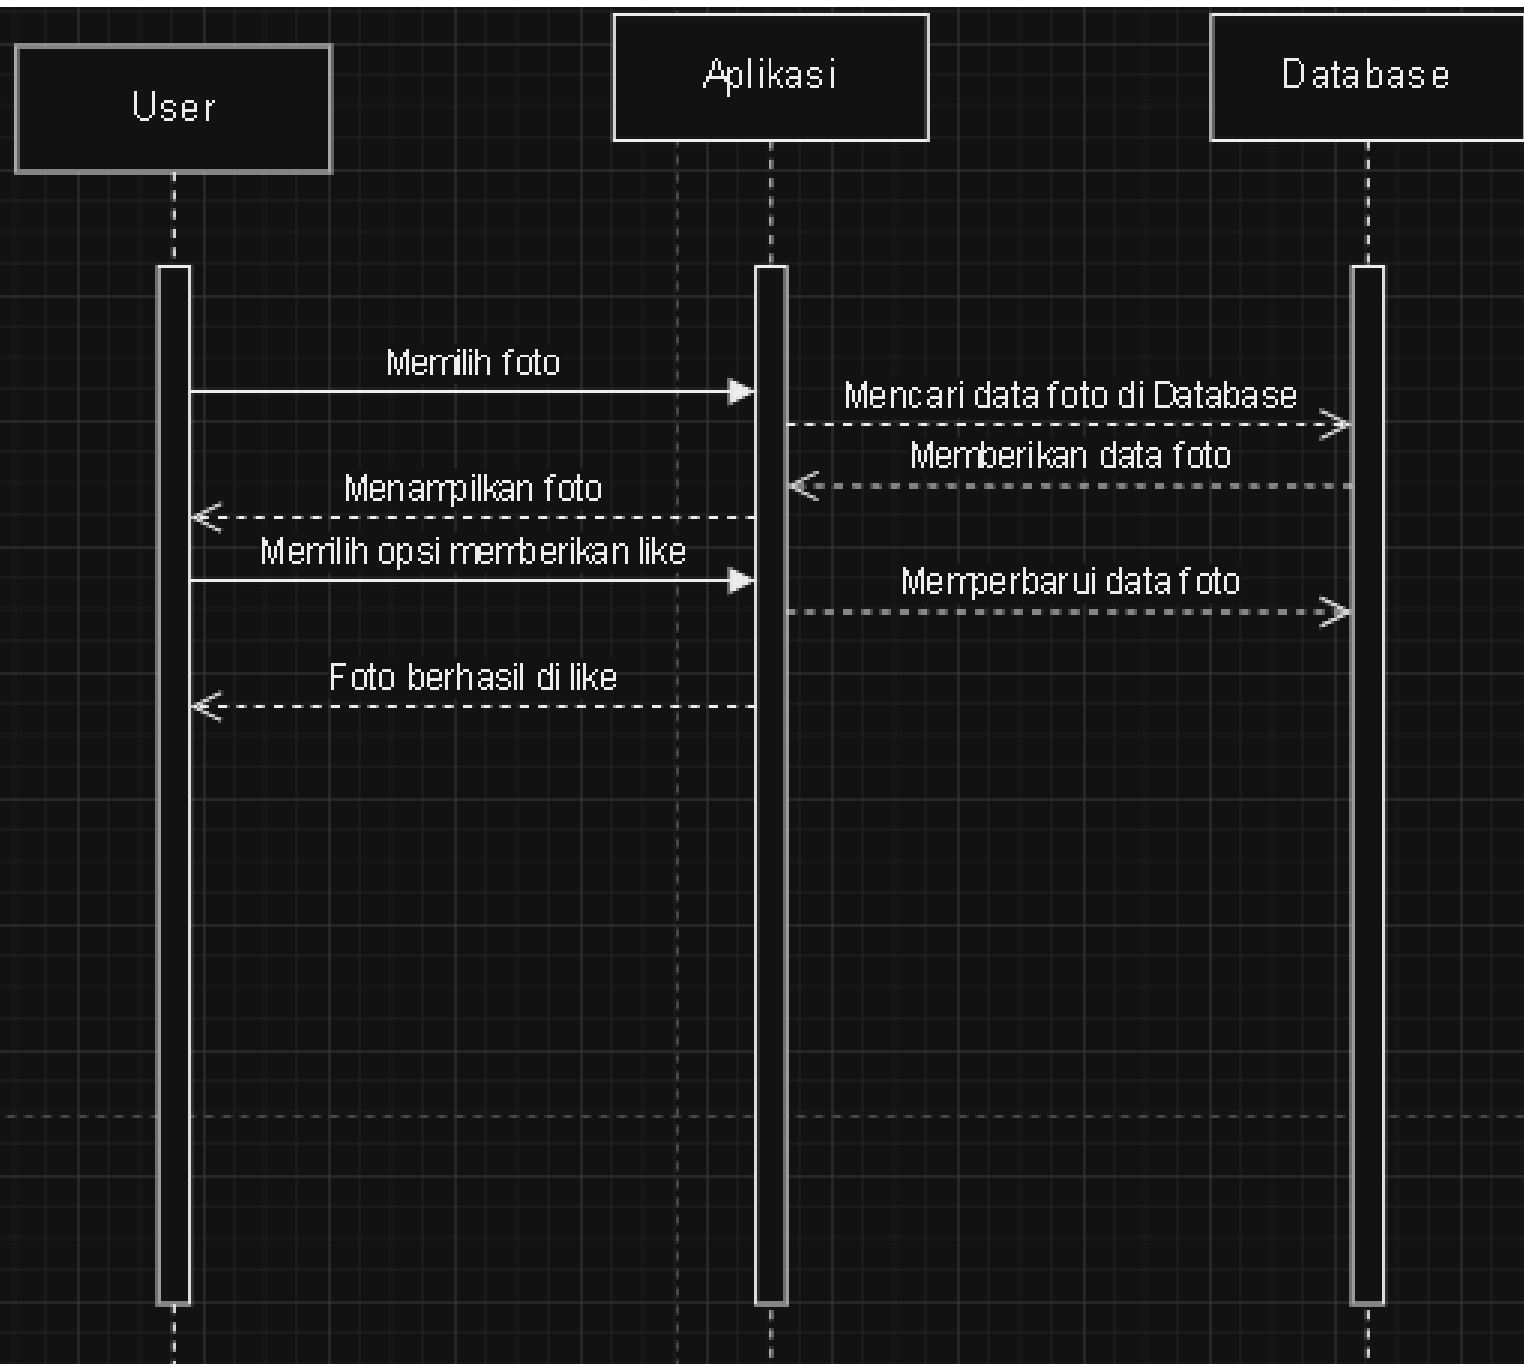 User
Aplikasi
Database
Memilih foto
Mencari data foto di Database
Memberikan data foto
Menampilkan foto
Memilih opsi memberikan like
Memperbarui data foto
Foto berhasil di like